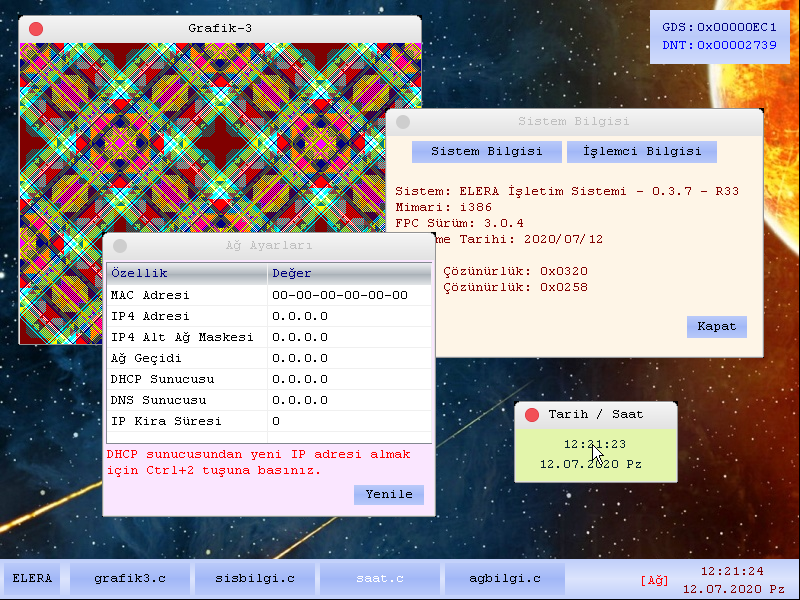 Grafik-3
GDS:0x00000EC1
DNT:0x00002739
Sistem Bilgisi
Sistem Bilgisi
İşlemci Bilgisi
Sistem: ELERA İşletim Sistemi - 0.3.7 - R33
Mimari: i386
FPC Sürüm: 3.0.4
me Tarihi: 2020/07/12
Çözünürlük: 0x0320
Çözünürlük: 0x0258
Kapat
Ağ Ayarları
Özellik Değer
MAC Adresi 00-00-00-00-00-00
IP4 Adresi 0.0.0.0
IP4 Alt Ağ Maskesi 0.0.0.0
Ağ Geçidi 0.0.0.0
DHCP Sunucusu 0.0.0.0
DNS Sunucusu 0.0.0.0
IP Kira Süresi 0
DHCP sunucusundan yeni IP adresi almak
için Ctrl+2 tuşuna basınız.
Yenile
Tarih / Saat
12:21:23
12.07.2020 Pz
ELERA
grafik3.c
sisbilgi.c
saat.c
agbilgi.c
[Ağ]
12:21:24
12.07.2020 Pz